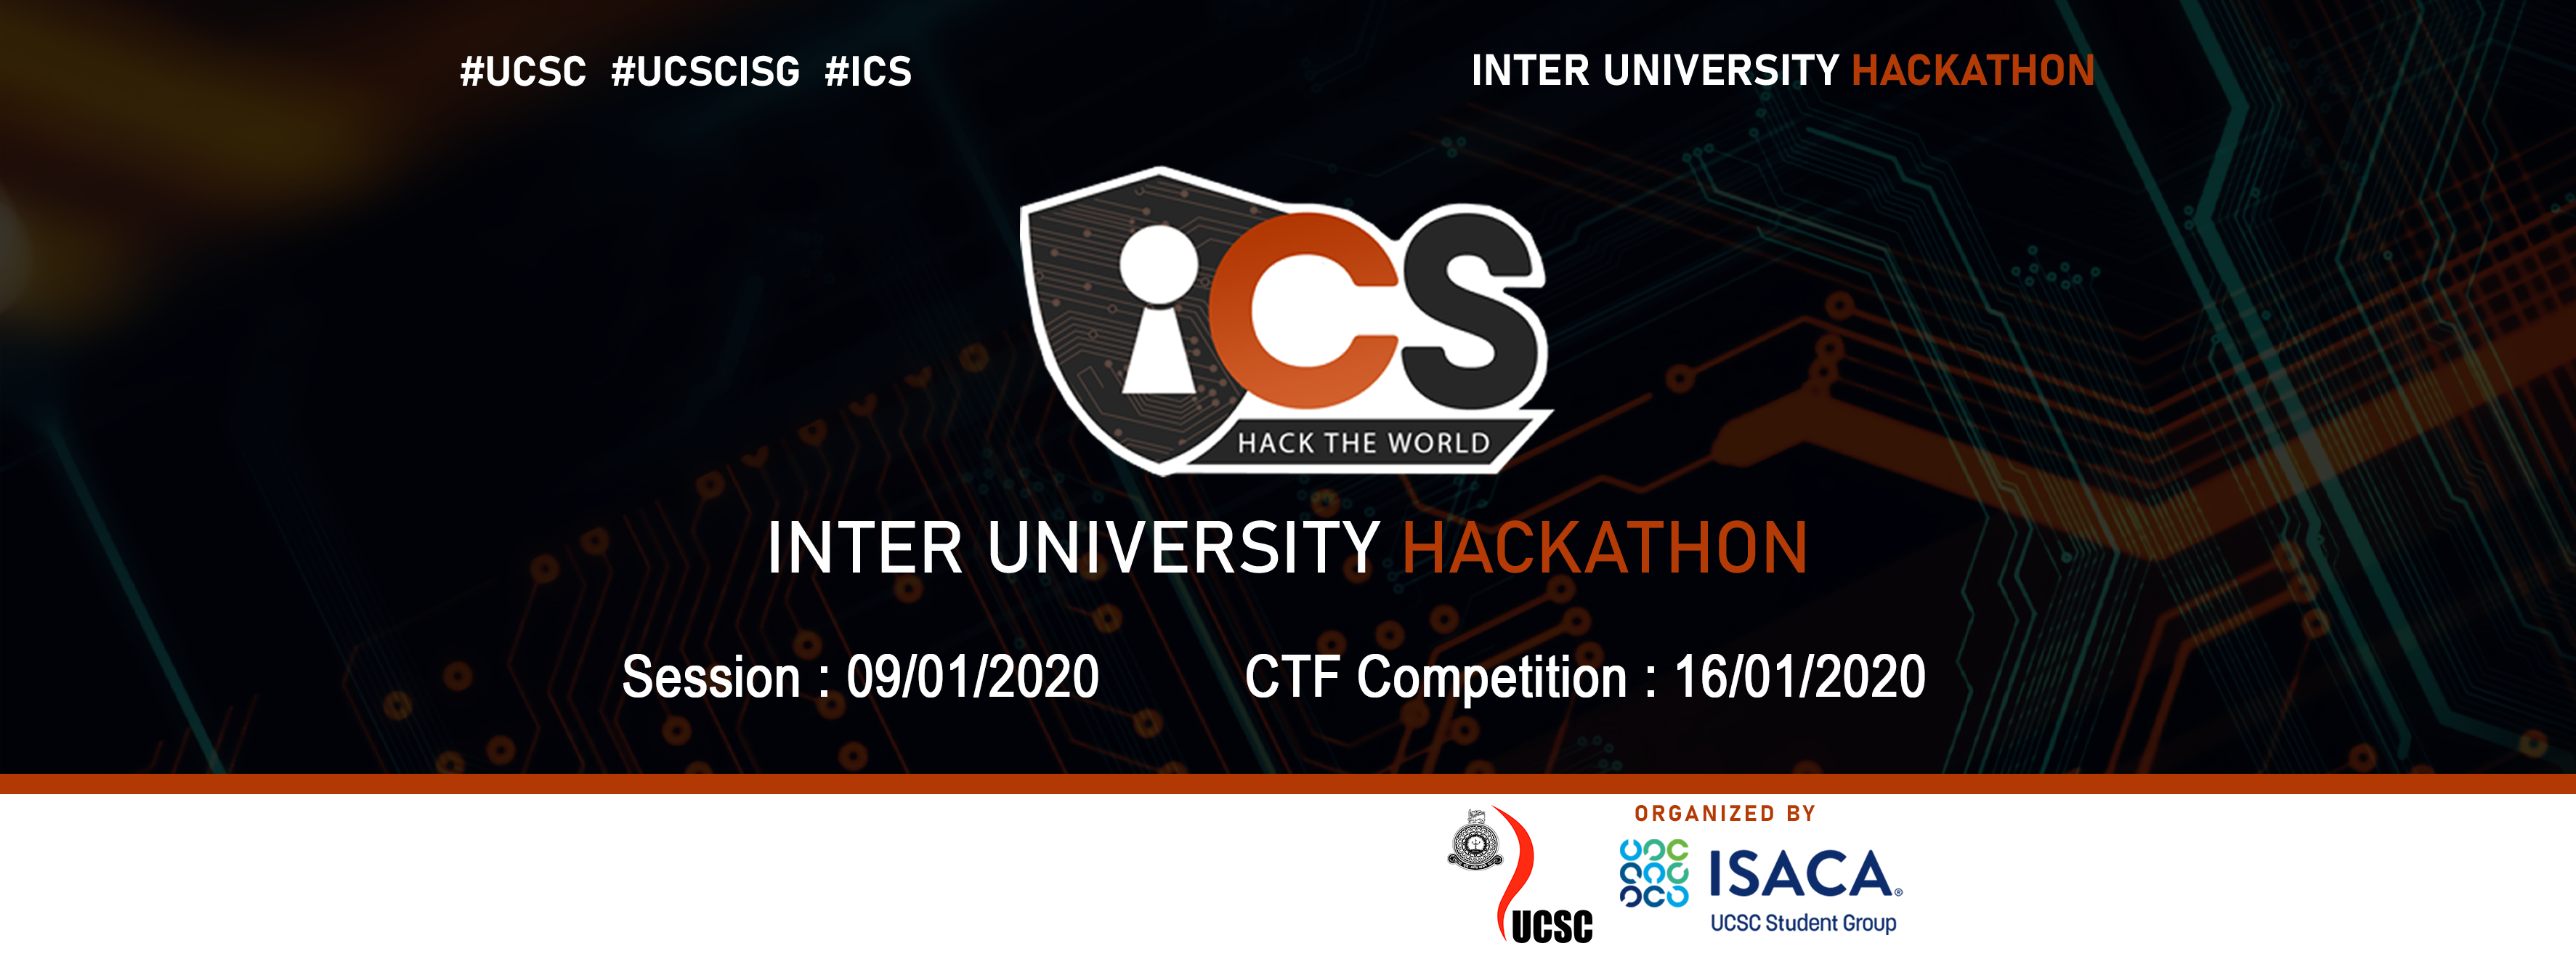 #UCSC #UCSCISG #ICS
INTER UNIVERSITY HACKATHON
iCS
HACK THE WORLD
INTER UNIVERSITY HACKATHON
Session : 09/01/2020
CTF Competition : 16/01/2020
ORGANIZED BY
UCSC
ISACA®
UCSC Student Group